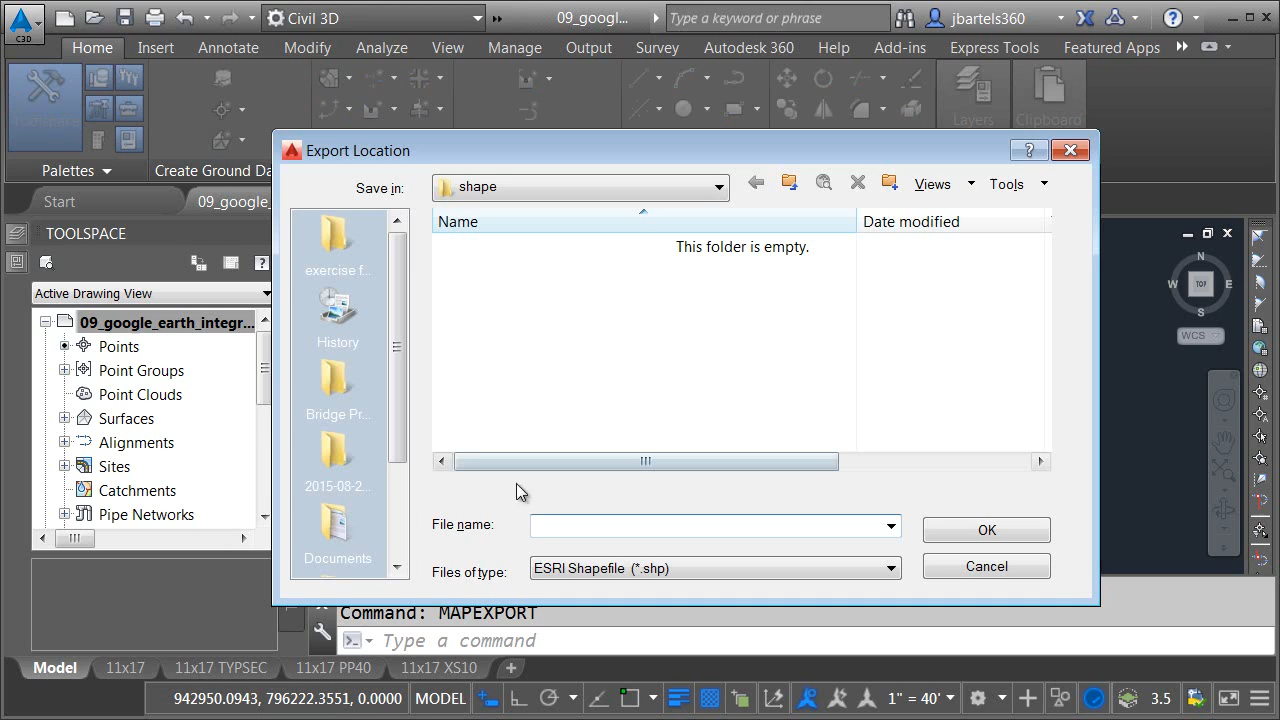 C3D
Civil 3D
09_googl...
Type a keyword or phrase
jbartels360
Home
Insert
Annotate
Modify
Analyze
View
Manage
Output
Survey
Autodesk 360
Help
Add-ins
Express Tools
Featured Apps
Toolspace
Layers
Clipboard
Palettes
Create Ground Da
Start
09_google_
Export Location
Save in:
shape
Views
Tools
Name
Date modified
This folder is empty.
exercise f...
History
Bridge Pr...
2015-08-2...
Documents
File name:
OK
Files of type:
ESRI Shapefile (*.shp)
Cancel
TOOLSPACE
Active Drawing View
09_google_earth_integr...
Points
Point Groups
Point Clouds
Surfaces
Alignments
Sites
Catchments
Pipe Networks
N
W
TOP
E
S
WCS
Command: MAPEXPORT
Type a command
Model
11x17
11x17 TYPSEC
11x17 PP40
11x17 XS10
942950.0943, 796222.3551, 0.0000
MODEL
1" = 40'
3.5